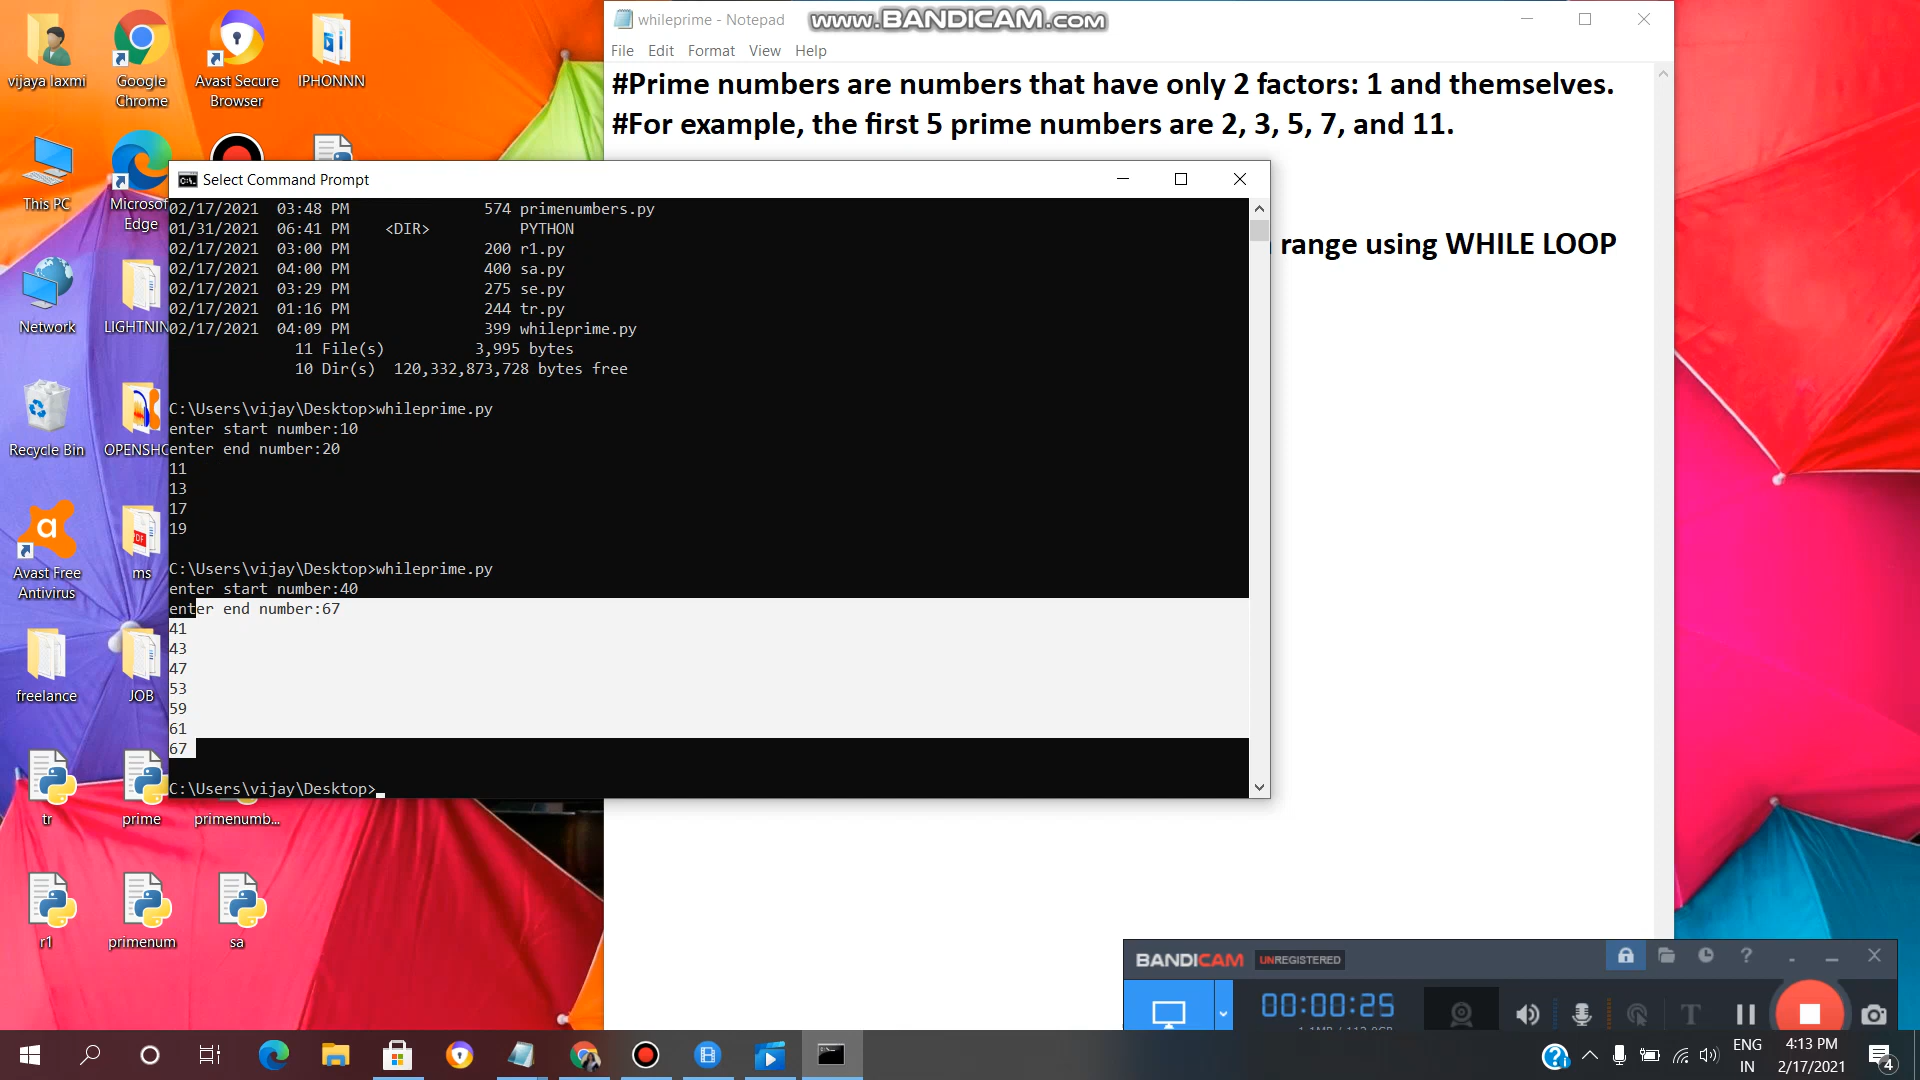 whileprime - Notepad
www.BANDICAM.com
File Edit Format View Help
#Prime numbers are numbers that have only 2 factors: 1 and themselves.
#For example, the first 5 prime numbers are 2, 3, 5, 7, and 11.
range using WHILE LOOP
vijaya laxmi
Google Chrome
Avast Secure Browser
IPHONNN
This PC
Microsof
Edge
Network
LIGHTNIN
Recycle Bin
OPENSHO
Avast Free Antivirus
ms
freelance
JOB
tr
prime
primenumb...
r1
primenum
sa
Select Command Prompt
02/17/2021 03:48 PM 574 primenumbers.py
01/31/2021 06:41 PM <DIR> PYTHON
02/17/2021 03:00 PM 200 r1.py
02/17/2021 04:00 PM 400 sa.py
02/17/2021 03:29 PM 275 se.py
02/17/2021 01:16 PM 244 tr.py
02/17/2021 04:09 PM 399 whileprime.py
11 File(s) 3,995 bytes
10 Dir(s) 120,332,873,728 bytes free
C:\Users\vijay\Desktop>whileprime.py
enter start number:10
enter end number:20
11
13
17
19
C:\Users\vijay\Desktop>whileprime.py
enter start number:40
enter end number:67
41
43
47
53
59
61
67
C:\Users\vijay\Desktop>
BANDICAM UNREGISTERED
00:00:25
ENG
IN
4:13 PM
2/17/2021
4